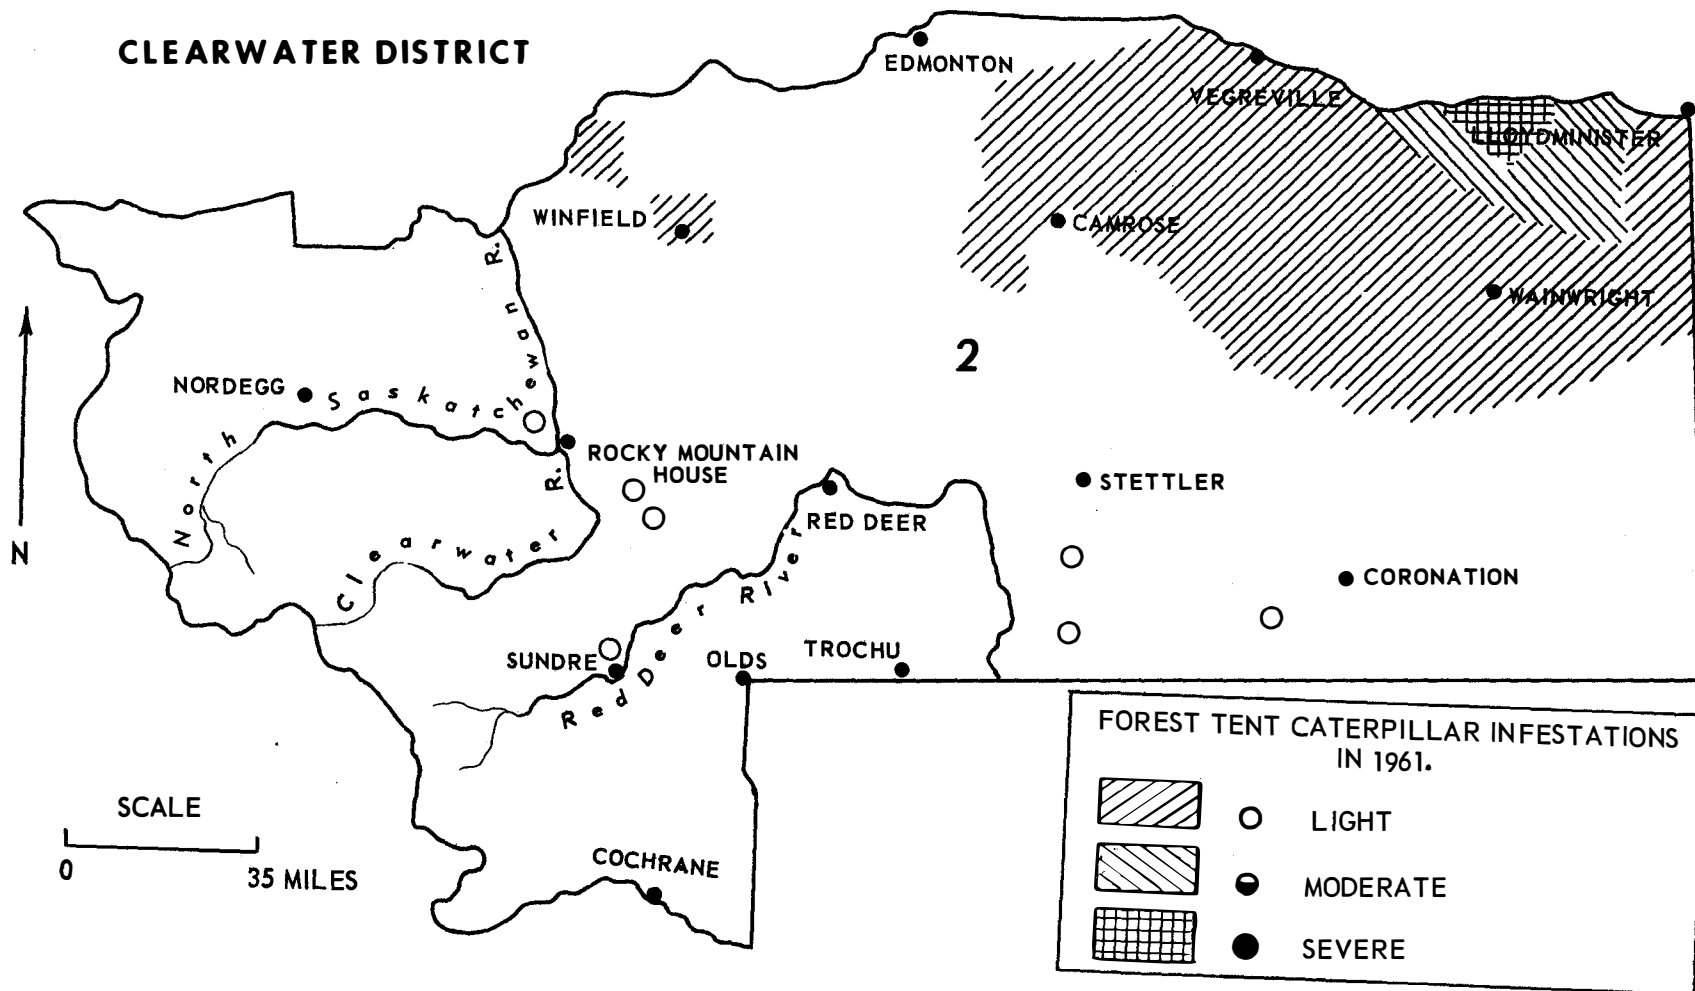 CLEARWATER DISTRICT
EDMONTON
VEGREVILLE
LLOYDMINISTER
WINFIELD
CAMROSE
WAINWRIGHT
2
NORDEGG
North Saskatchewan R.
ROCKY MOUNTAIN
HOUSE
STETTLER
RED DEER
Clearwater R.
CORONATION
Red Deer River
SUNDRE
OLDS
TROCHU
N
FOREST TENT CATERPILLAR INFESTATIONS
IN 1961.
LIGHT
MODERATE
SEVERE
SCALE
0 35 MILES
COCHRANE